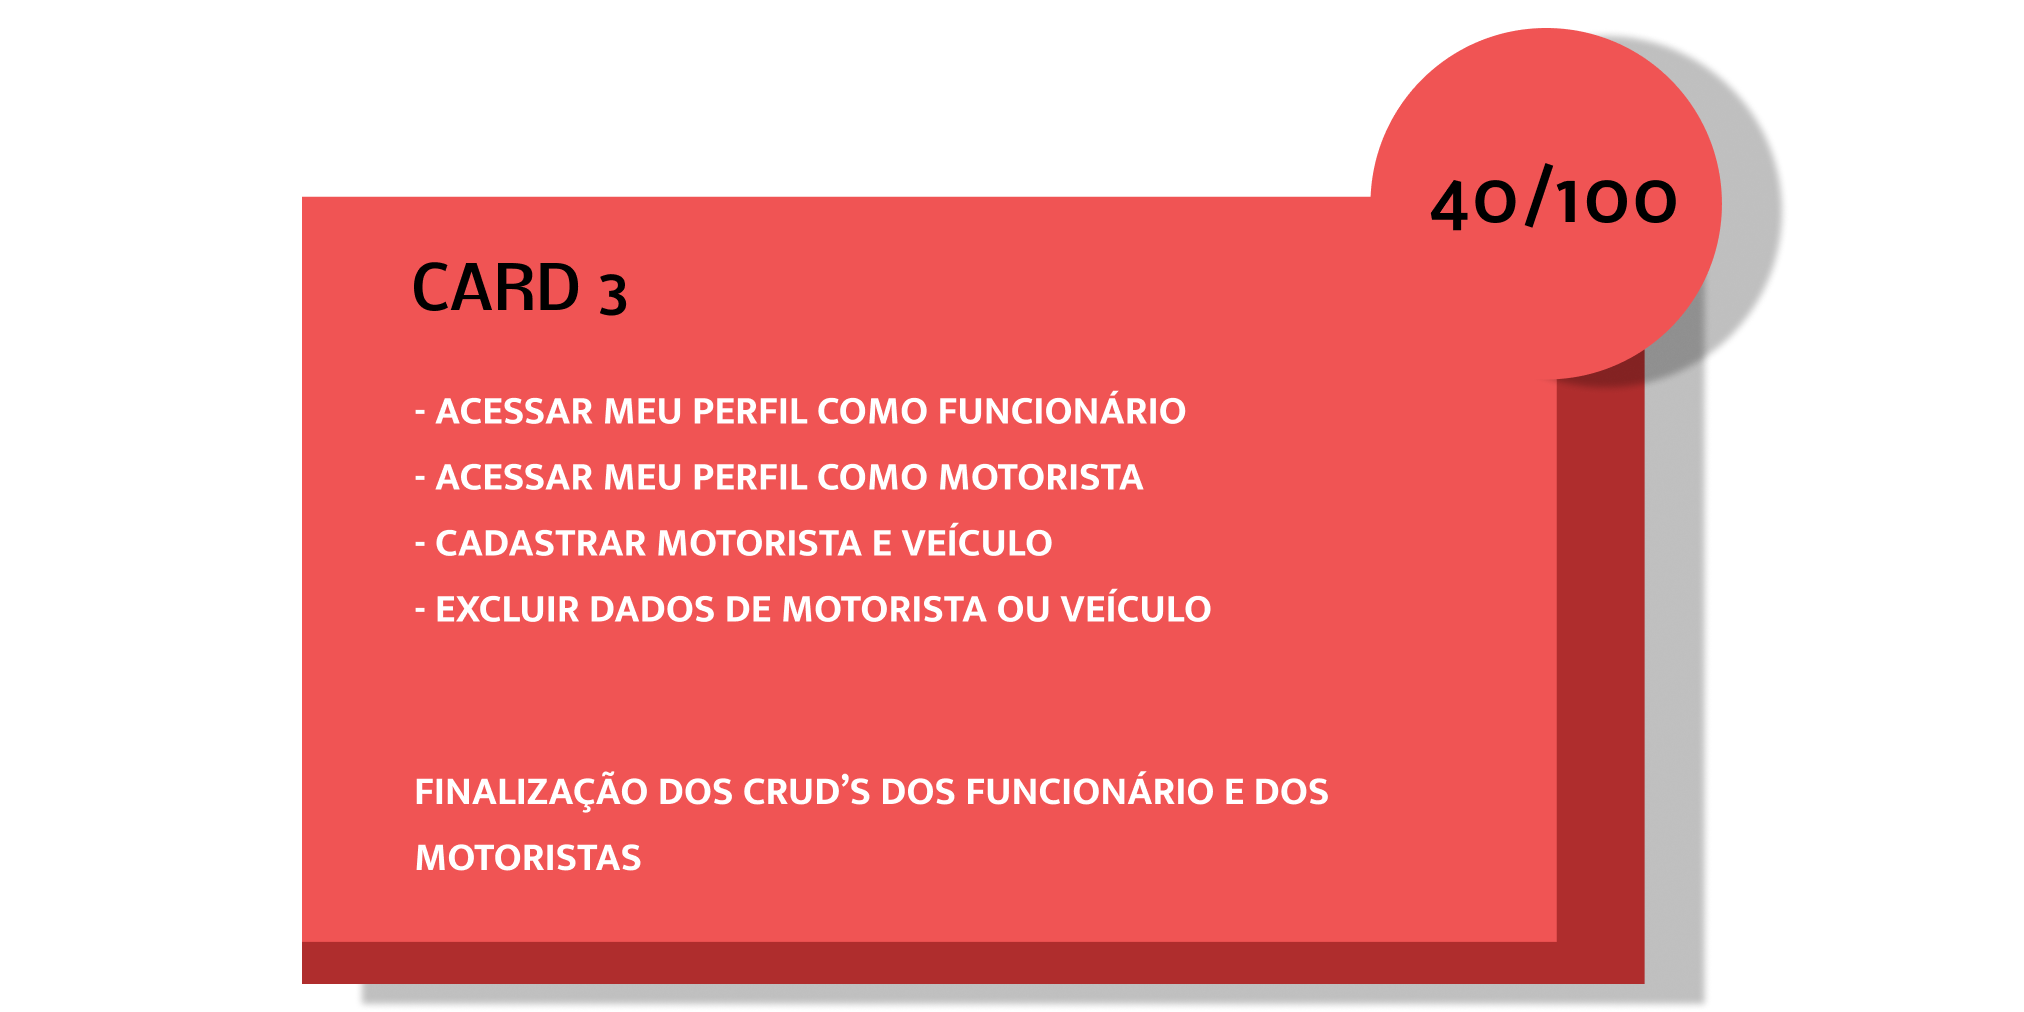 40/100
CARD 3
- ACESSAR MEU PERFIL COMO FUNCIONÁRIO
- ACESSAR MEU PERFIL COMO MOTORISTA
- CADASTRAR MOTORISTA E VEÍCULO
- EXCLUIR DADOS DE MOTORISTA OU VEÍCULO
FINALIZAÇÃO DOS CRUD’S DOS FUNCIONÁRIO E DOS
MOTORISTAS